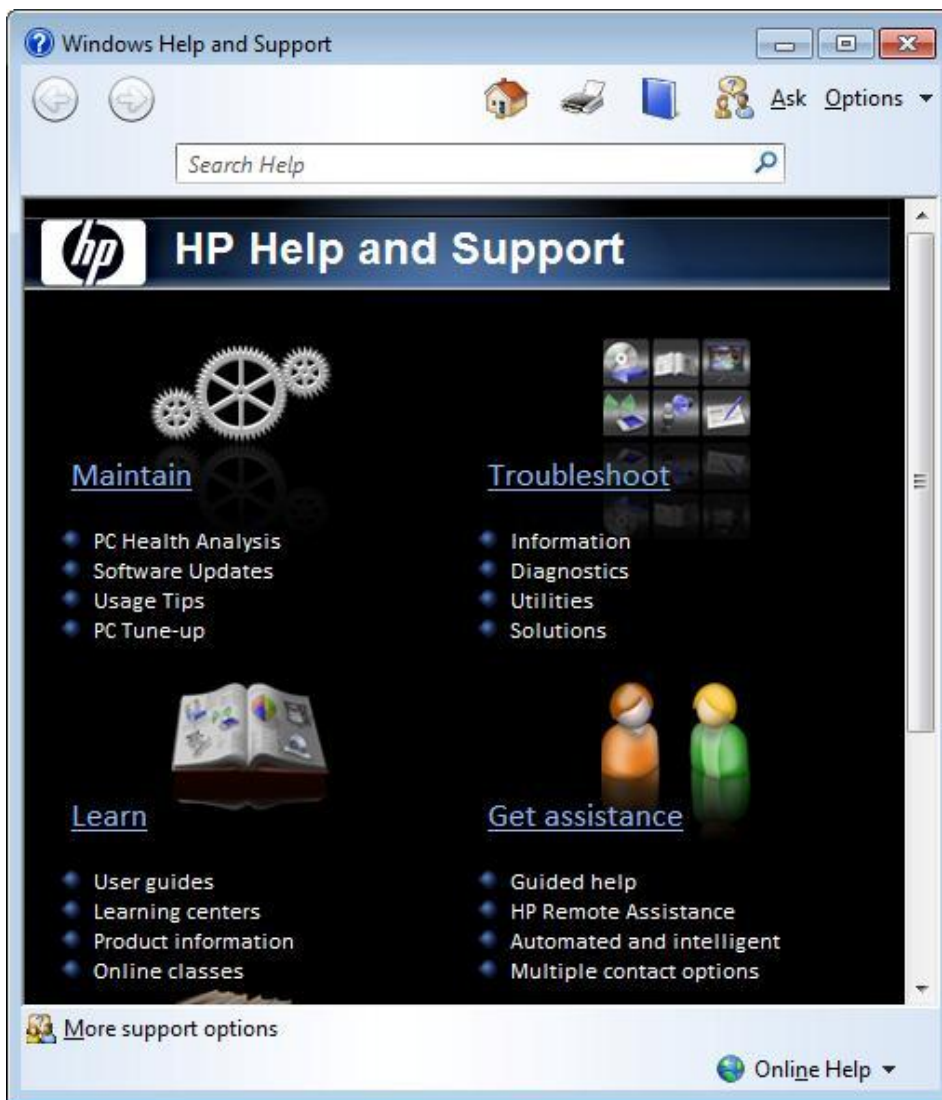 Windows Help and Support
Ask Options
Search Help
hp HP Help and Support
Maintain
PC Health Analysis
Software Updates
Usage Tips
PC Tune-up
Troubleshoot
Information
Diagnostics
Utilities
Solutions
Learn
User guides
Learning centers
Product information
Online classes
Get assistance
Guided help
HP Remote Assistance
Automated and intelligent
Multiple contact options
More support options
Online Help